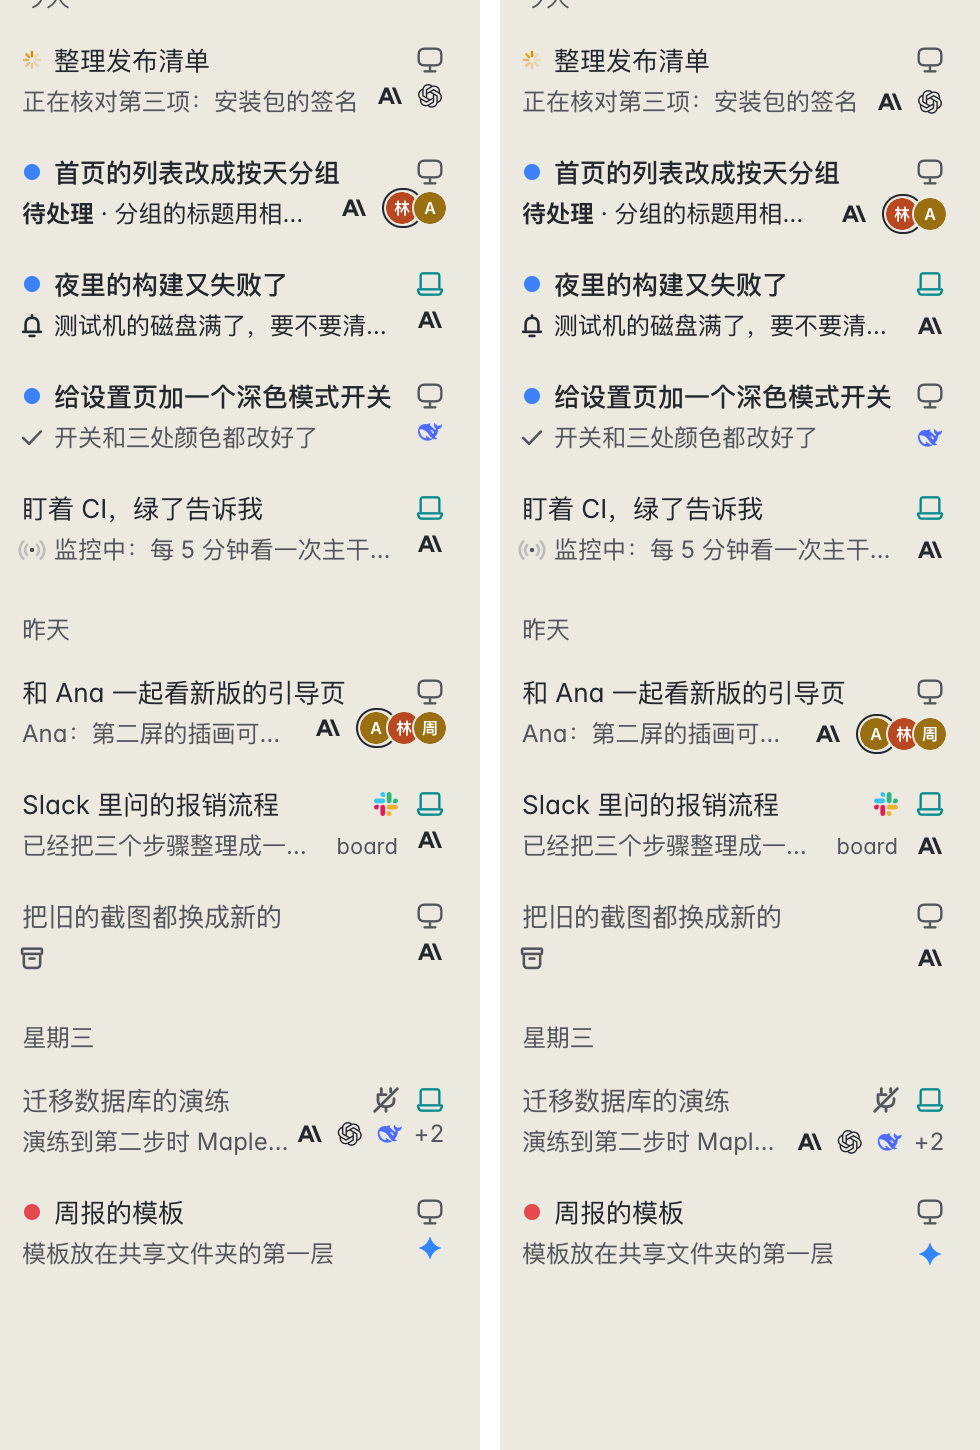 今天
整理发布清单
正在核对第三项：安装包的签名
首页的列表改成按天分组
待处理 · 分组的标题用相... 林 A
夜里的构建又失败了
测试机的磁盘满了，要不要清...
给设置页加一个深色模式开关
开关和三处颜色都改好了
盯着 CI，绿了告诉我
监控中：每 5 分钟看一次主干...
昨天
和 Ana 一起看新版的引导页
Ana：第二屏的插画可... A 林 周
Slack 里问的报销流程
已经把三个步骤整理成一... board
把旧的截图都换成新的
星期三
迁移数据库的演练
演练到第二步时 Maple... +2
周报的模板
模板放在共享文件夹的第一层
今天
整理发布清单
正在核对第三项：安装包的签名
首页的列表改成按天分组
待处理 · 分组的标题用相... 林 A
夜里的构建又失败了
测试机的磁盘满了，要不要清...
给设置页加一个深色模式开关
开关和三处颜色都改好了
盯着 CI，绿了告诉我
监控中：每 5 分钟看一次主干...
昨天
和 Ana 一起看新版的引导页
Ana：第二屏的插画可... A 林 周
Slack 里问的报销流程
已经把三个步骤整理成一... board
把旧的截图都换成新的
星期三
迁移数据库的演练
演练到第二步时 Mapl... +2
周报的模板
模板放在共享文件夹的第一层